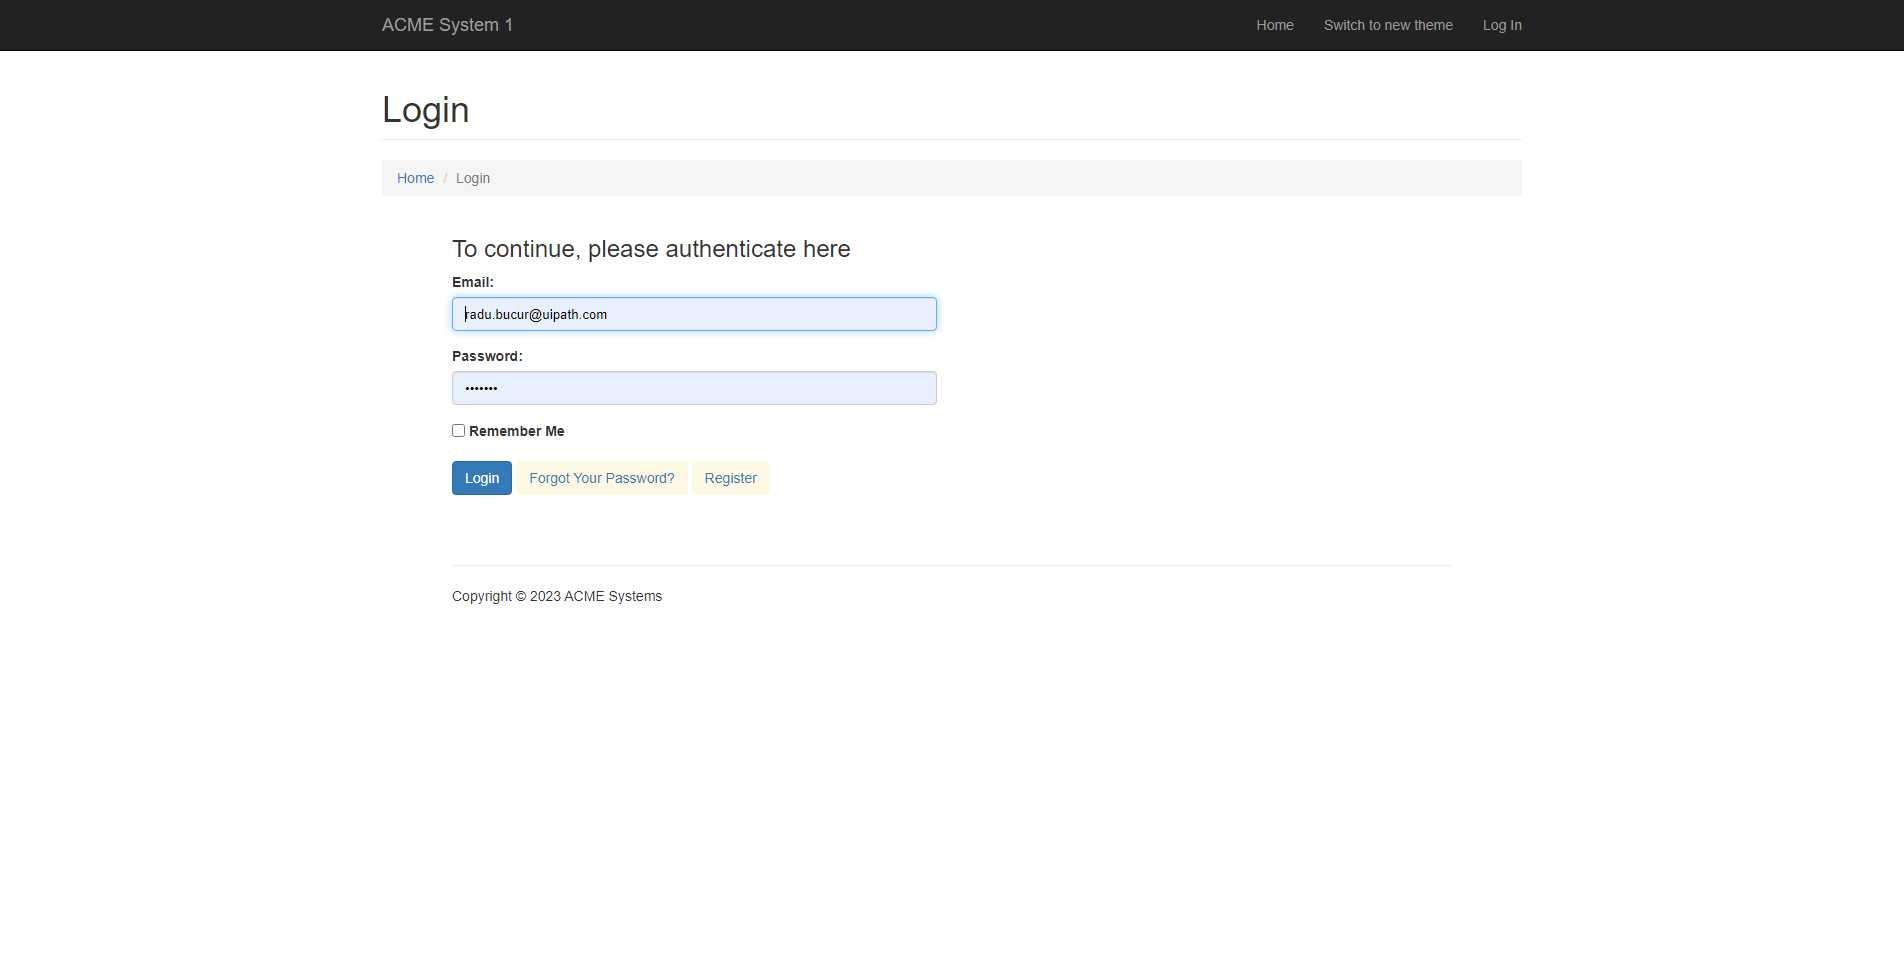 ACME System 1 Home Switch to new theme Log In
Login
Home / Login
To continue, please authenticate here
Email:
radu.bucur@uipath.com
Password:
•••••••
Remember Me
Login Forgot Your Password? Register
Copyright © 2023 ACME Systems